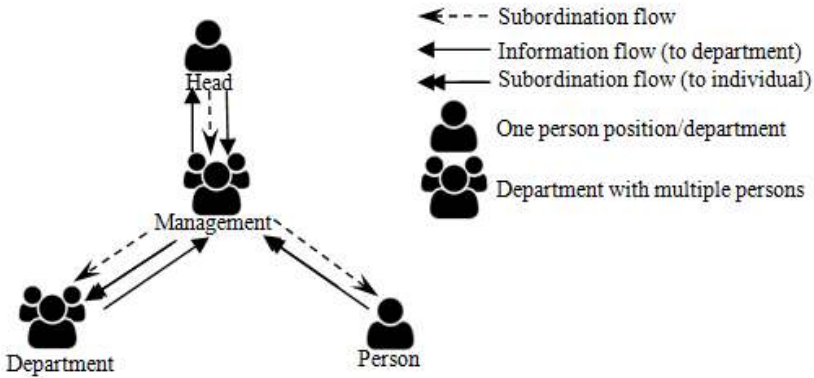 Subordination flow
Head
Information flow (to department)
Subordination flow (to individual)
One person position/department
Department with multiple persons
Management
Department
Person